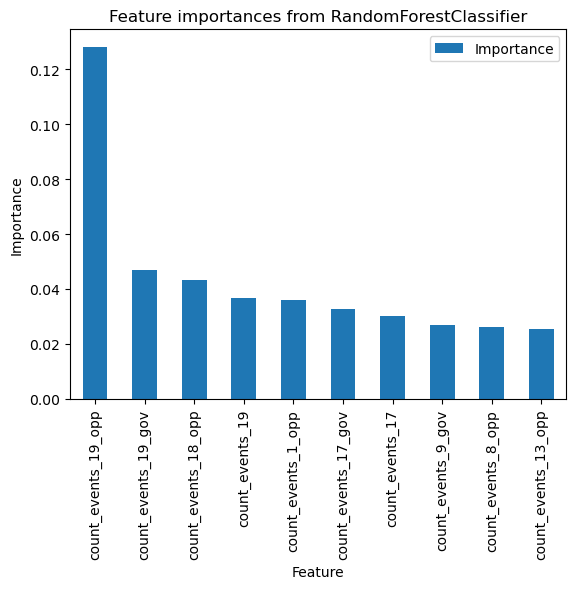 Feature importances from RandomForestClassifier
Importance
0.12
0.10
0.08
0.06
0.04
0.02
0.00
Importance
count_events_19_opp
count_events_19_gov
count_events_18_opp
count_events_19
count_events_1_opp
count_events_17_gov
count_events_17
count_events_9_gov
count_events_8_opp
count_events_13_opp
Feature